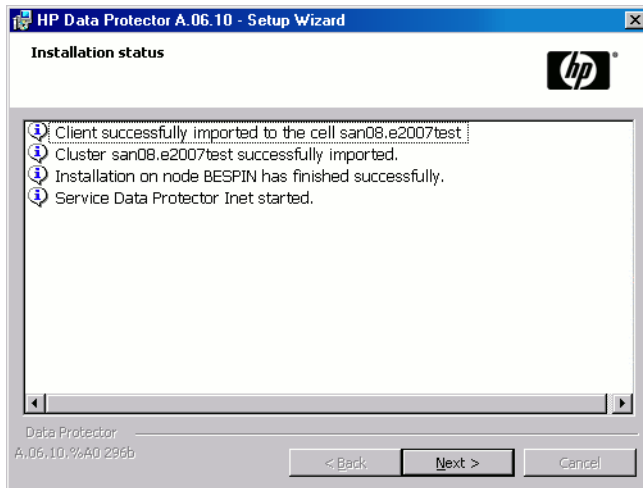 HP Data Protector A.06.10 - Setup Wizard
Installation status
hp
Client successfully imported to the cell san08.e2007test
Cluster san08.e2007test successfully imported.
Installation on node BESPIN has finished successfully.
Service Data Protector Inet started.
Data Protector
A.06.10.%A0 296b
< Back
Next >
Cancel